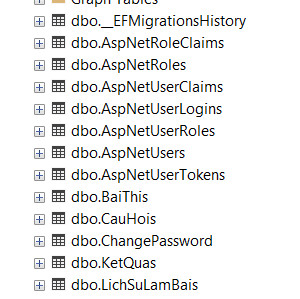 Graph Tables
dbo.__EFMigrationsHistory
dbo.AspNetRoleClaims
dbo.AspNetRoles
dbo.AspNetUserClaims
dbo.AspNetUserLogins
dbo.AspNetUserRoles
dbo.AspNetUsers
dbo.AspNetUserTokens
dbo.BaiThis
dbo.CauHois
dbo.ChangePassword
dbo.KetQuas
dbo.LichSuLamBais